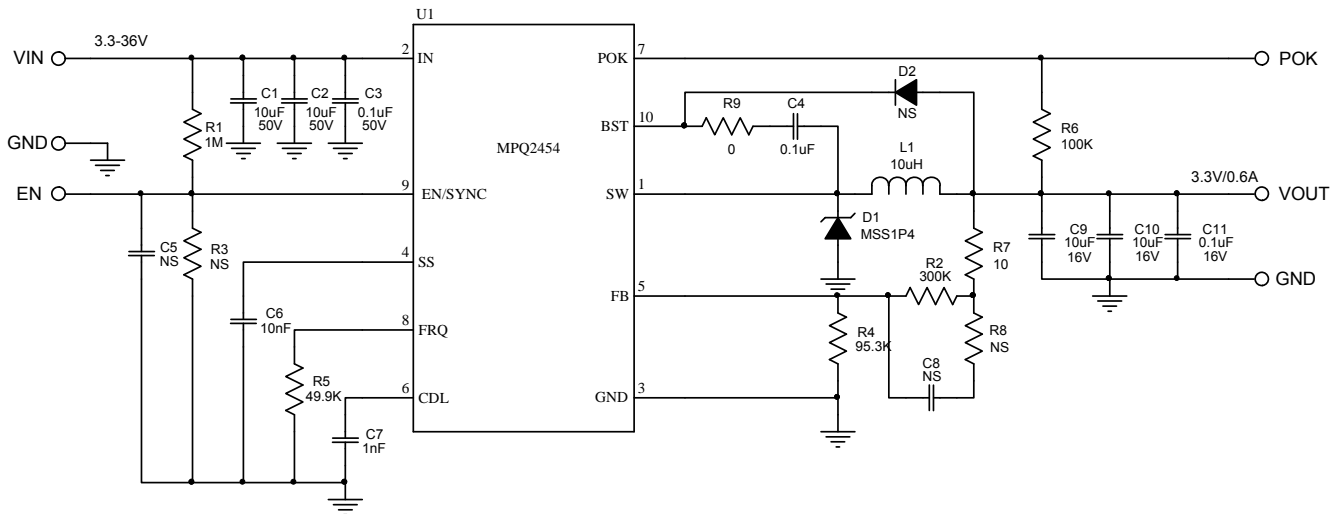 U1
VIN
3.3-36V
2
IN
POK
7
POK
C1
10uF
50V
C2
10uF
50V
C3
0.1uF
50V
D2
NS
R1
1M
GND
BST
10
R9
0
C4
0.1uF
R6
100K
MPQ2454
L1
10uH
EN
9
EN/SYNC
SW
1
3.3V/0.6A
VOUT
D1
MSS1P4
C5
NS
R3
NS
R7
10
C9
10uF
16V
C10
10uF
16V
C11
0.1uF
16V
4
SS
R2
300K
GND
FB
5
C6
10nF
8
FRQ
R4
95.3K
R8
NS
R5
49.9K
C8
NS
6
CDL
GND
3
C7
1nF